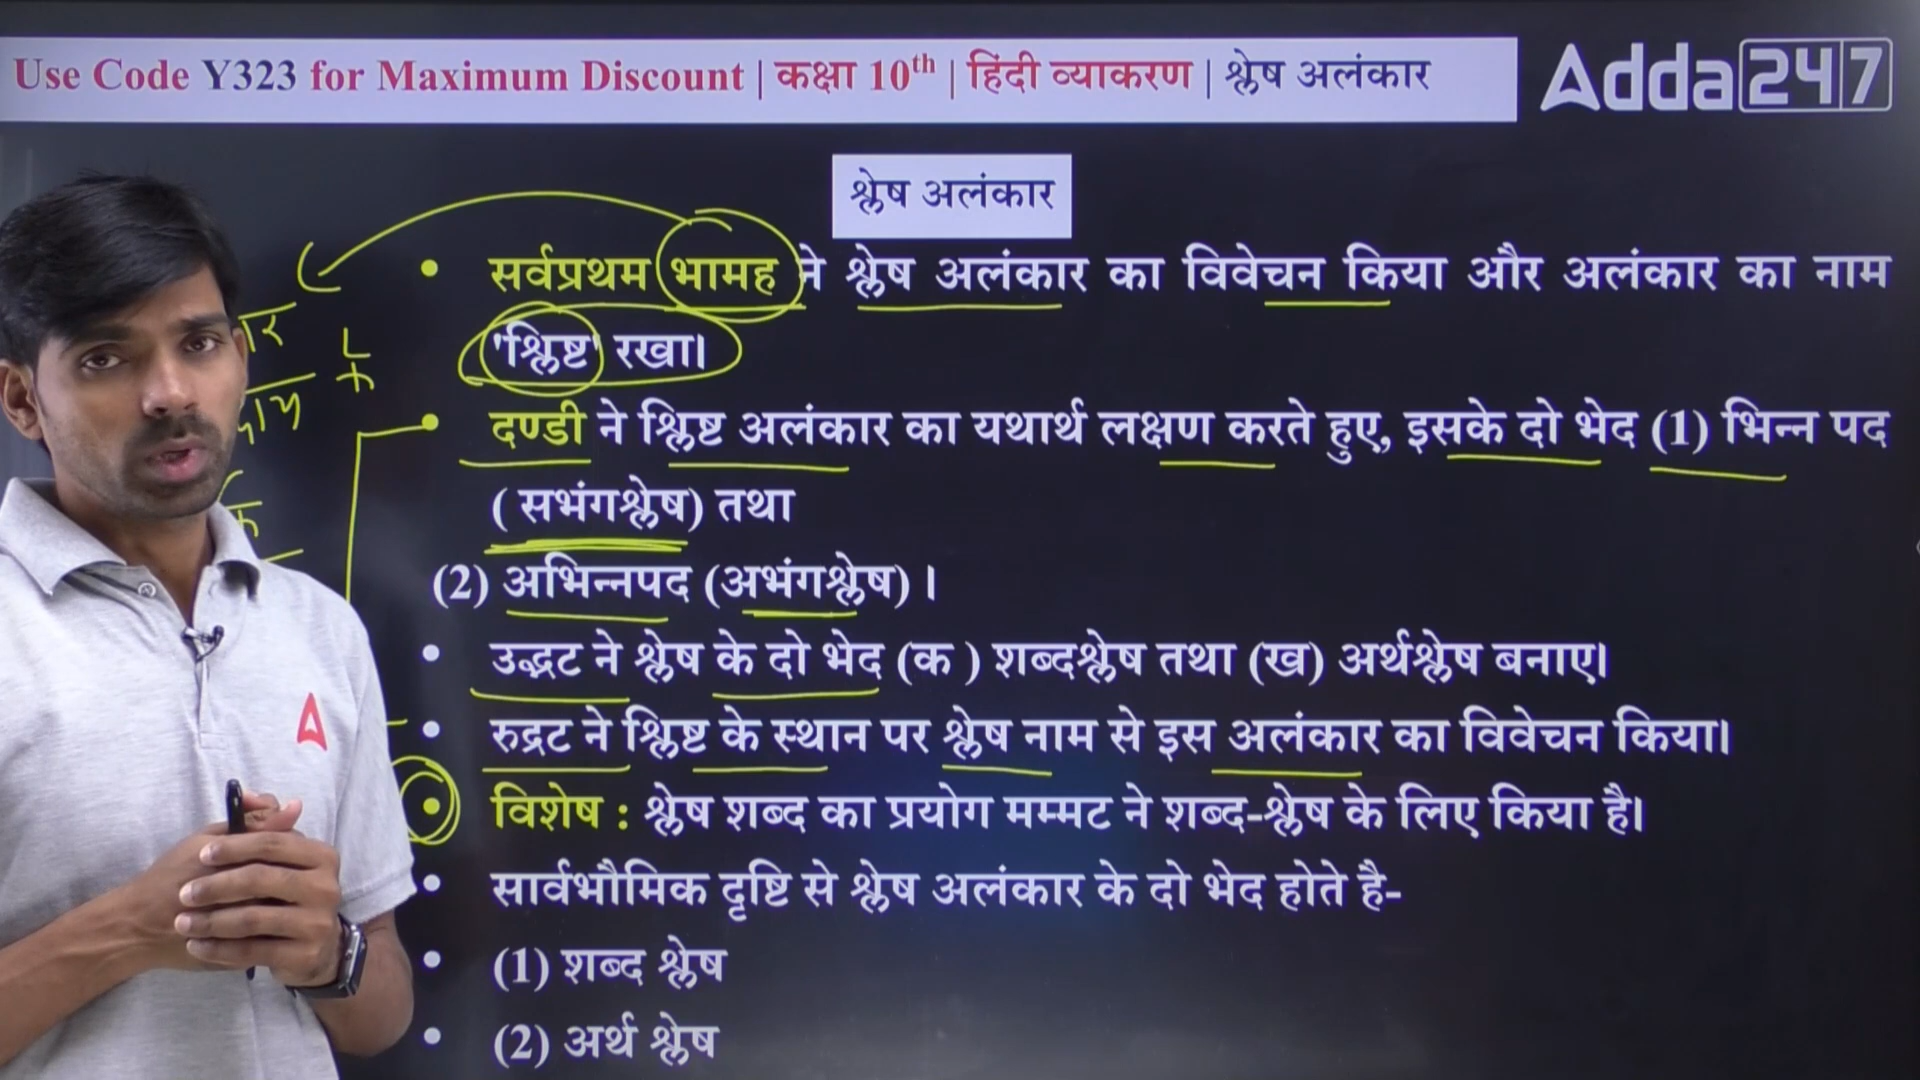 Use Code Y323 for Maximum Discount | कक्षा 10th | हिंदी व्याकरण | श्लेष अलंकार
Adda247
श्लेष अलंकार
• सर्वप्रथम भामह ने श्लेष अलंकार का विवेचन किया और अलंकार का नाम
'श्लिष्ट' रखा।
• दण्डी ने श्लिष्ट अलंकार का यथार्थ लक्षण करते हुए, इसके दो भेद (1) भिन्न पद
( सभंगश्लेष) तथा
(2) अभिन्नपद (अभंगश्लेष) ।
• उद्भट ने श्लेष के दो भेद (क ) शब्दश्लेष तथा (ख) अर्थश्लेष बनाए।
• रुद्रट ने श्लिष्ट के स्थान पर श्लेष नाम से इस अलंकार का विवेचन किया।
• विशेष : श्लेष शब्द का प्रयोग मम्मट ने शब्द-श्लेष के लिए किया है।
• सार्वभौमिक दृष्टि से श्लेष अलंकार के दो भेद होते है-
• (1) शब्द श्लेष
• (2) अर्थ श्लेष